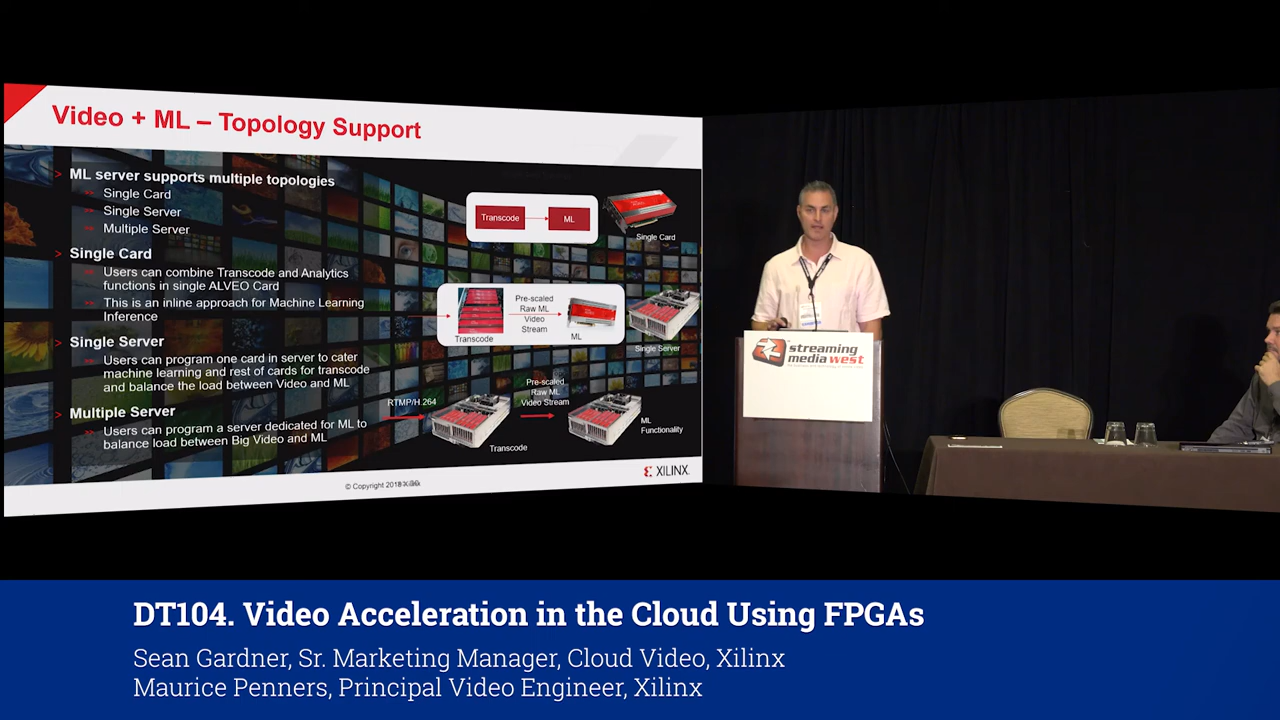 Video + ML – Topology Support
> ML server supports multiple topologies
>> Single Card
>> Single Server
>> Multiple Server
> Single Card
>> Users can combine Transcode and Analytics
functions in single ALVEO Card
>> This is an inline approach for Machine Learning
Inference
> Single Server
>> Users can program one card in server to cater
machine learning and rest of cards for transcode
and balance the load between Video and ML
> Multiple Server
>> Users can program a server dedicated for ML to
balance load between Big Video and ML
Transcode
ML
Single Card
Pre-scaled
Raw ML
Video
Stream
Transcode
ML
Single Server
RTMP/H.264
Pre-scaled
Raw ML
Video Stream
ML
Functionality
Transcode
XILINX
© Copyright 2018 Xilinx
streaming
media west
DT104. Video Acceleration in the Cloud Using FPGAs
Sean Gardner, Sr. Marketing Manager, Cloud Video, Xilinx
Maurice Penners, Principal Video Engineer, Xilinx